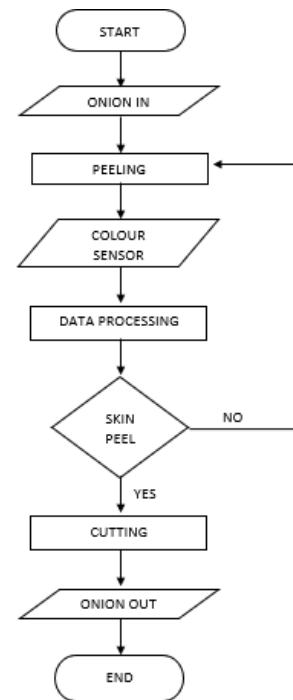 START
ONION IN
PEELING
COLOUR
SENSOR
DATA PROCESSING
SKIN
PEEL
NO
YES
CUTTING
ONION OUT
END